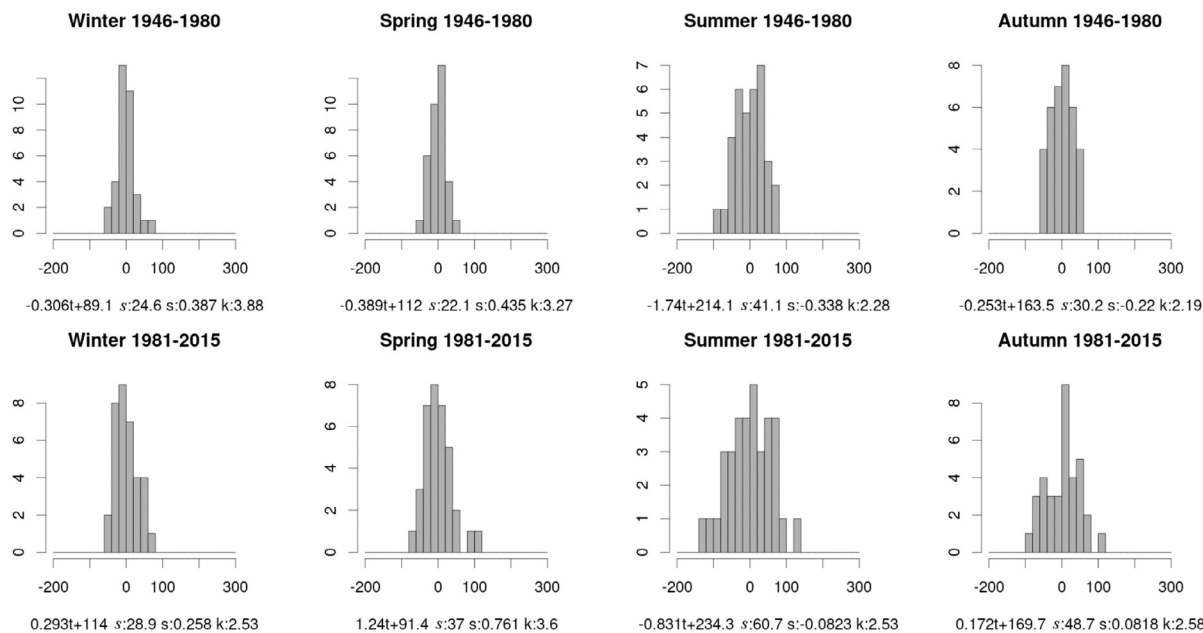 Winter 1946-1980
Spring 1946-1980
Summer 1946-1980
Autumn 1946-1980
0 2 4 6 8 10
0 2 4 6 8 10
0 1 2 3 4 5 6 7
0 2 4 6 8
-200 0 100 300
-200 0 100 300
-200 0 100 300
-200 0 100 300
-0.306t+89.1 s:24.6 s:0.387 k:3.88
-0.389t+112 s:22.1 s:0.435 k:3.27
-1.74t+214.1 s:41.1 s:-0.338 k:2.28
-0.253t+163.5 s:30.2 s:-0.22 k:2.19
Winter 1981-2015
Spring 1981-2015
Summer 1981-2015
Autumn 1981-2015
0 2 4 6 8
0 2 4 6 8
0 1 2 3 4 5
0 2 4 6 8
-200 0 100 300
-200 0 100 300
-200 0 100 300
-200 0 100 300
0.293t+114 s:28.9 s:0.258 k:2.53
1.24t+91.4 s:37 s:0.761 k:3.6
-0.831t+234.3 s:60.7 s:-0.0823 k:2.53
0.172t+169.7 s:48.7 s:0.0818 k:2.58